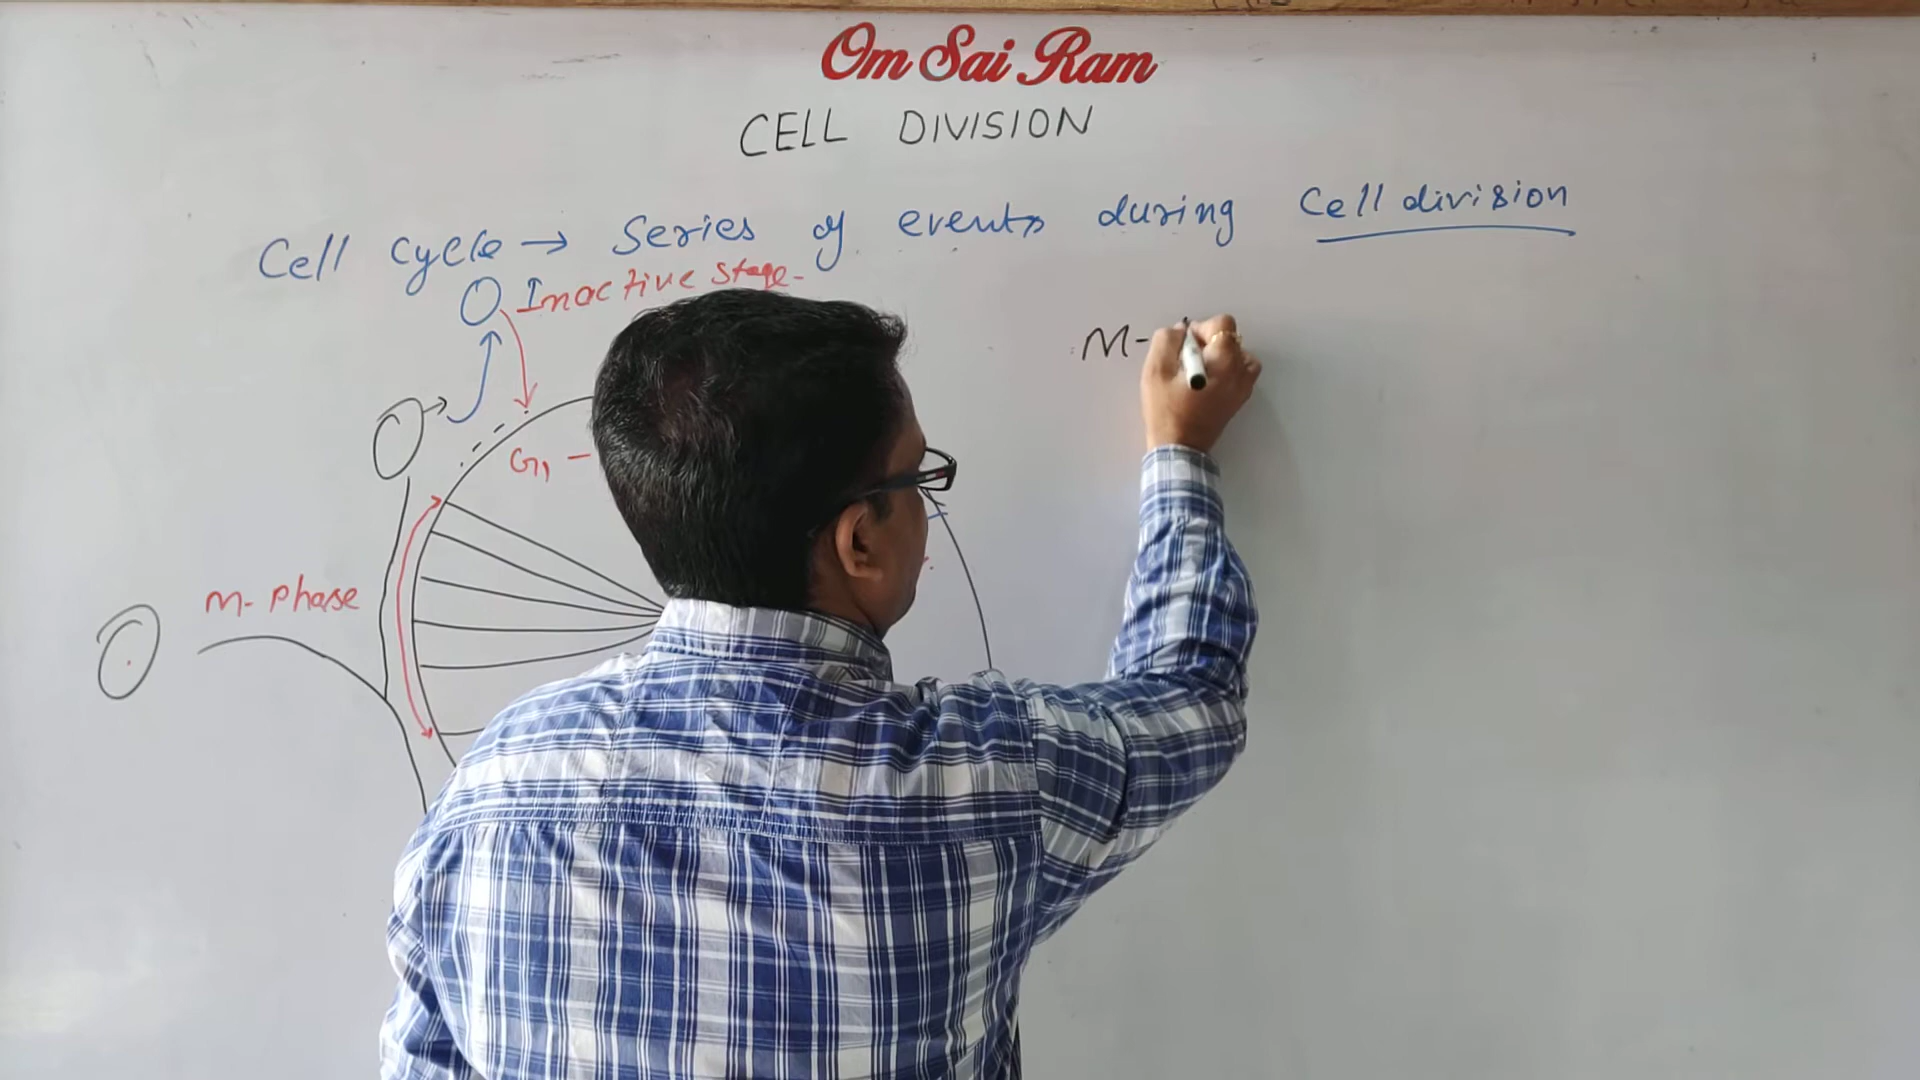 Om Sai Ram
CELL DIVISION
Cell cycle → Series of events during Cell division
Inactive stage-
M-
G1 -
M- Phase